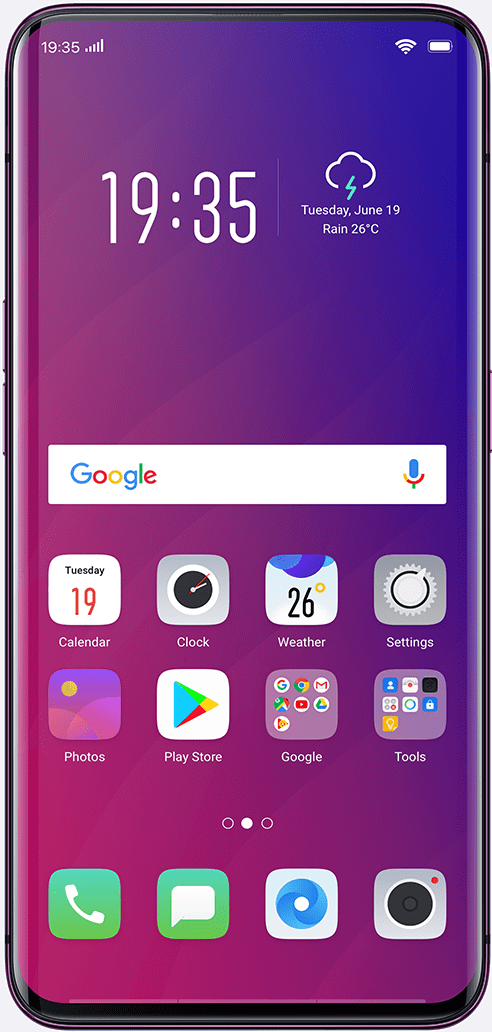 19:35
19:35
Tuesday, June 19
Rain 26°C
Google
Tuesday
19
26°
Calendar
Clock
Weather
Settings
Photos
Play Store
Google
Tools